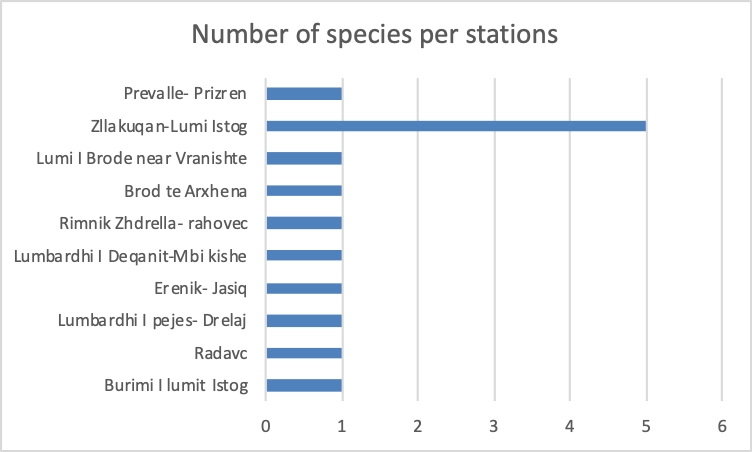 Number of species per stations
Prevalle- Prizren
Zllakuqan-Lumi Istog
Lumi I Brode near Vranishte
Brod te Arxhena
Rimnik Zhdrella- rahovec
Lumbardhi I Deqanit-Mbi kishe
Erenik- Jasiq
Lumbardhi I pejes- Drelaj
Radavc
Burimi I lumit Istog
0 1 2 3 4 5 6